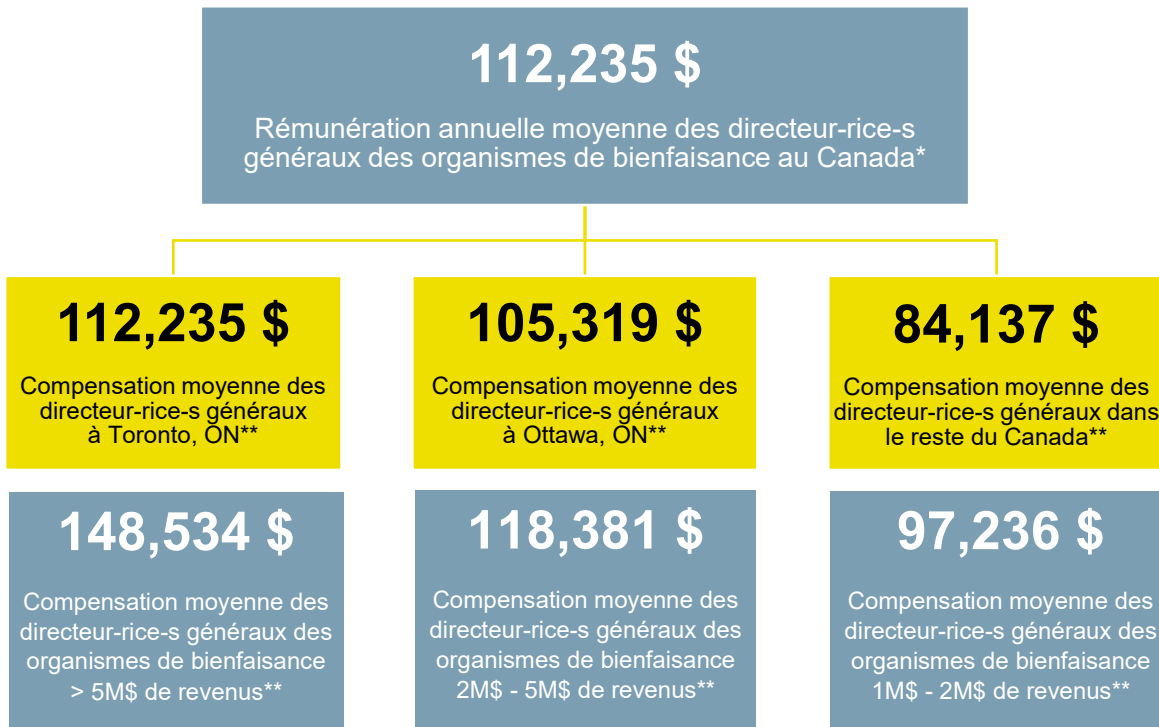 112,235 $
Rémunération annuelle moyenne des directeur-rice-s
généraux des organismes de bienfaisance au Canada*
112,235 $
Compensation moyenne des
directeur-rice-s généraux
à Toronto, ON**
105,319 $
Compensation moyenne des
directeur-rice-s généraux
à Ottawa, ON**
84,137 $
Compensation moyenne des
directeur-rice-s généraux dans
le reste du Canada**
148,534 $
Compensation moyenne des
directeur-rice-s généraux des
organismes de bienfaisance
> 5M$ de revenus**
118,381 $
Compensation moyenne des
directeur-rice-s généraux des
organismes de bienfaisance
2M$ - 5M$ de revenus**
97,236 $
Compensation moyenne des
directeur-rice-s généraux des
organismes de bienfaisance
1M$ - 2M$ de revenus**